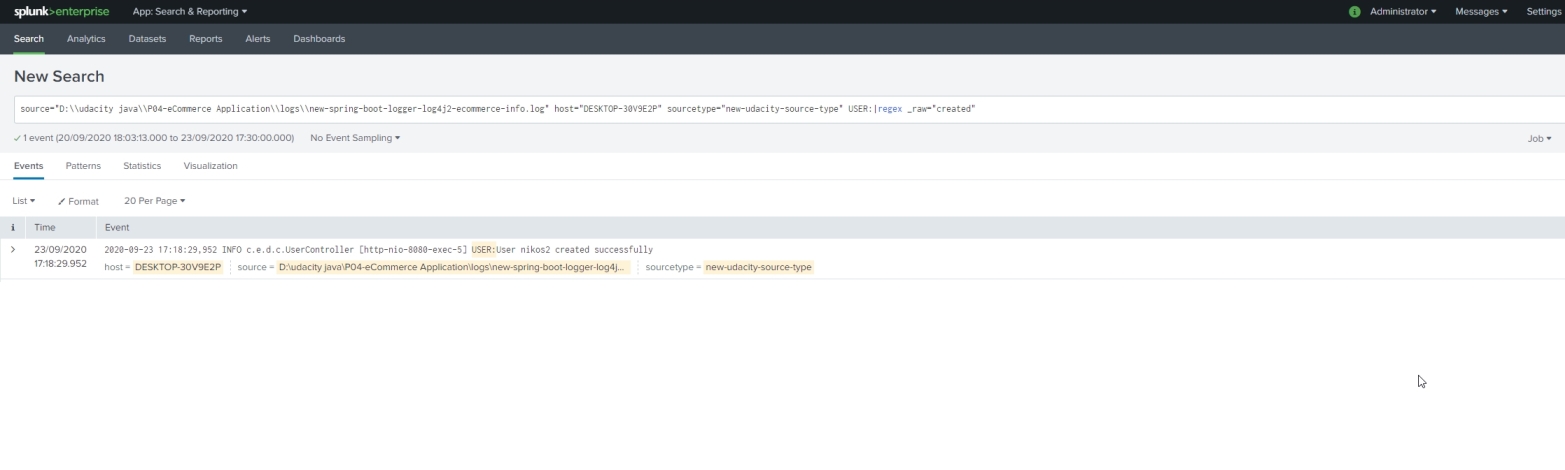 splunk>enterprise App: Search & Reporting ▾ i Administrator ▾ Messages ▾ Settings
Search Analytics Datasets Reports Alerts Dashboards
New Search
source="D:\\udacity java\\P04-eCommerce Application\\logs\\new-spring-boot-logger-log4j2-ecommerce-info.log" host="DESKTOP-30V9E2P" sourcetype="new-udacity-source-type" USER:|regex _raw="created"
✓ 1 event (20/09/2020 18:03:13.000 to 23/09/2020 17:30:00.000) No Event Sampling ▾ Job ▾
Events Patterns Statistics Visualization
List ▾ Format 20 Per Page ▾
i Time Event
> 23/09/2020 2020-09-23 17:18:29,952 INFO c.e.d.c.UserController [http-nio-8080-exec-5] USER:User nikos2 created successfully
17:18:29.952 host = DESKTOP-30V9E2P source = D:\udacity java\P04-eCommerce Application\logs\new-spring-boot-logger-log4j... sourcetype = new-udacity-source-type